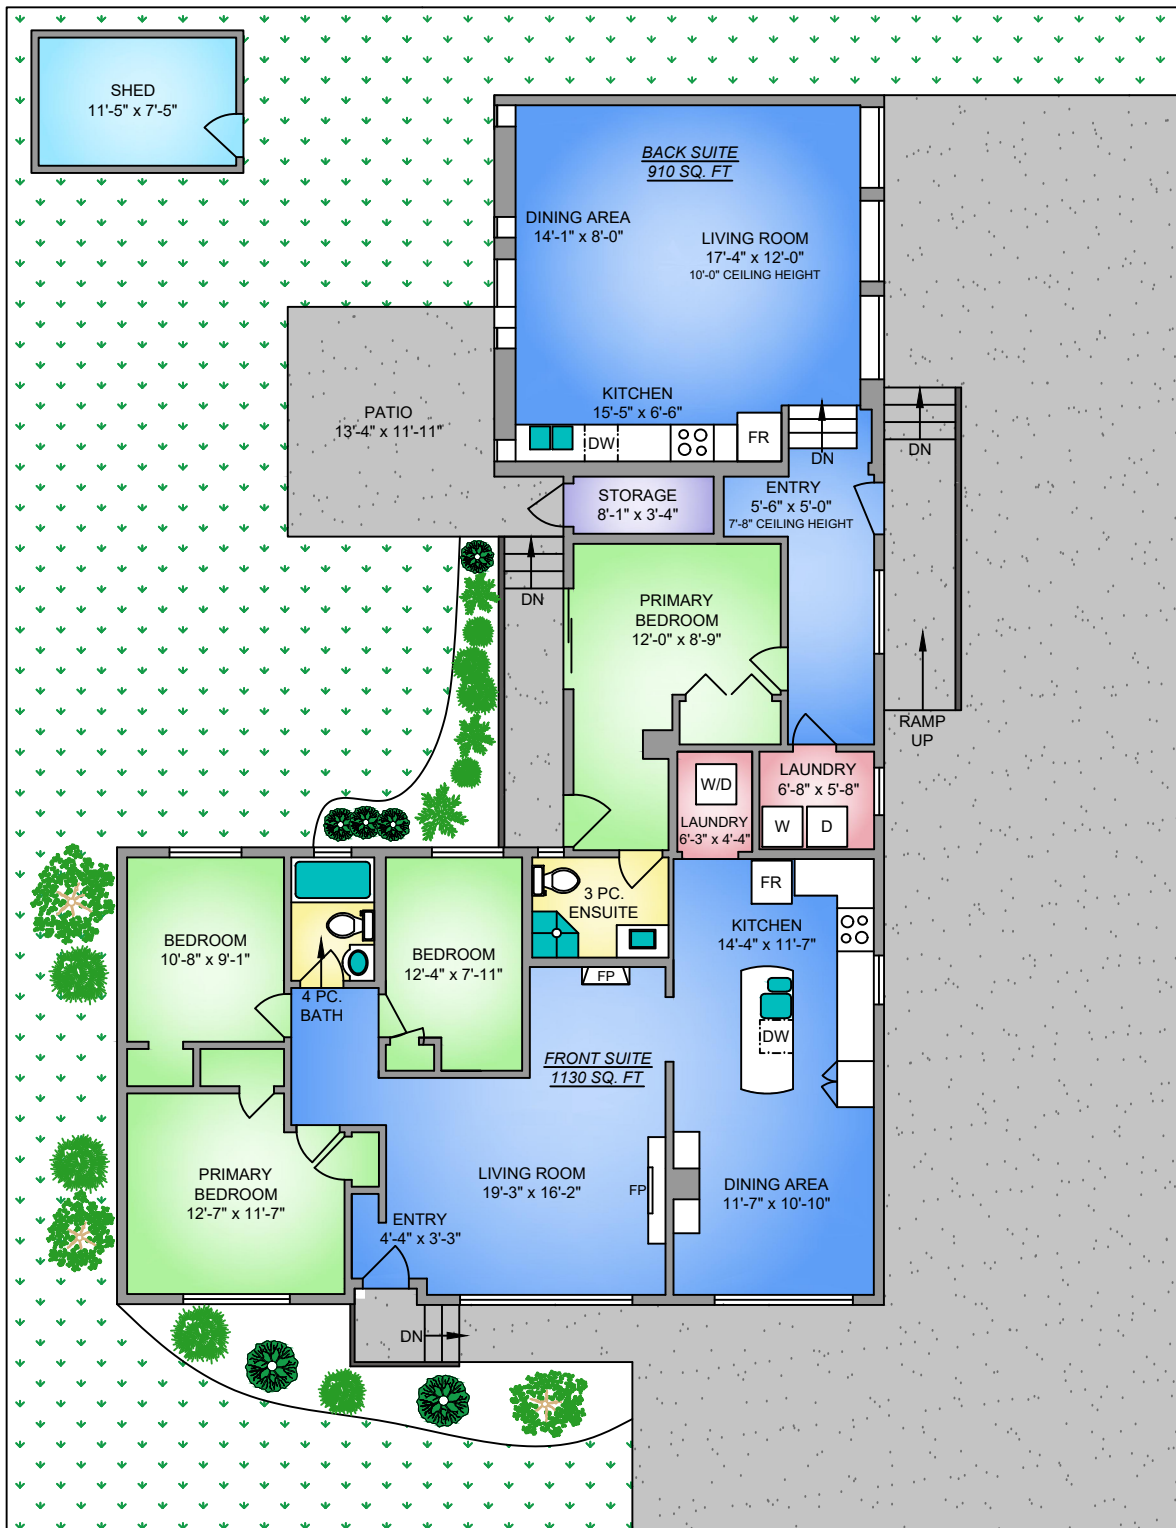 SHED
11'-5" x 7'-5"
BACK SUITE
910 SQ. FT
DINING AREA
14'-1" x 8'-0"
LIVING ROOM
17'-4" x 12'-0"
10'-0" CEILING HEIGHT
PATIO
13'-4" x 11'-11"
KITCHEN
15'-5" x 6'-6"
DW
FR
DN
DN
STORAGE
8'-1" x 3'-4"
ENTRY
5'-6" x 5'-0"
7'-8" CEILING HEIGHT
DN
PRIMARY
BEDROOM
12'-0" x 8'-9"
RAMP
UP
W/D
LAUNDRY
6'-3" x 4'-4"
LAUNDRY
6'-8" x 5'-8"
W
D
BEDROOM
10'-8" x 9'-1"
4 PC.
BATH
BEDROOM
12'-4" x 7'-11"
3 PC.
ENSUITE
FR
KITCHEN
14'-4" x 11'-7"
FP
DW
FRONT SUITE
1130 SQ. FT
PRIMARY
BEDROOM
12'-7" x 11'-7"
LIVING ROOM
19'-3" x 16'-2"
FP
DINING AREA
11'-7" x 10'-10"
ENTRY
4'-4" x 3'-3"
DN